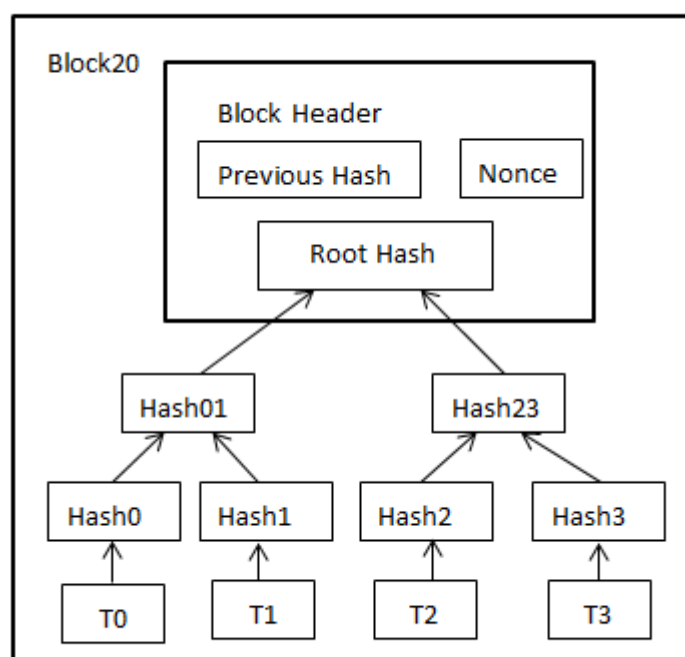 Block20
Block Header
Previous Hash
Nonce
Root Hash
Hash01
Hash23
Hash0
Hash1
Hash2
Hash3
T0
T1
T2
T3